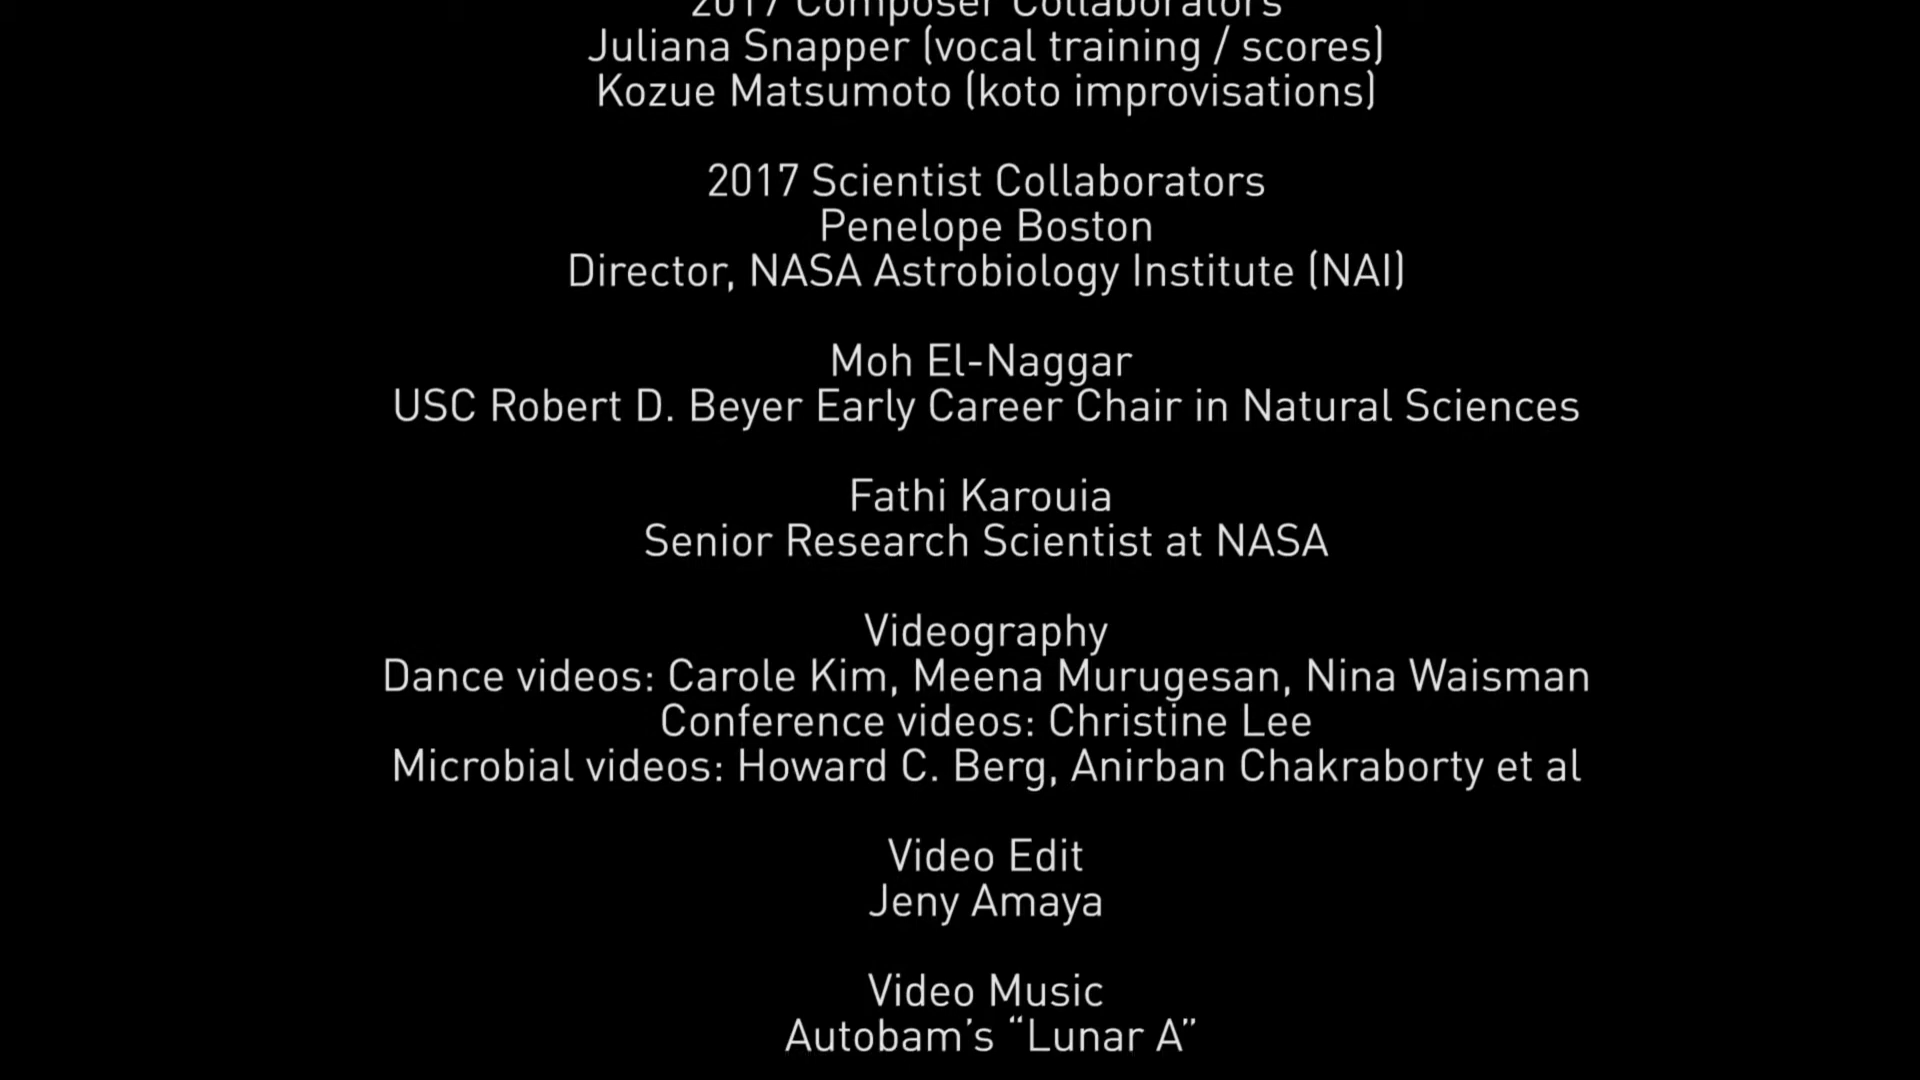 2017 Composer Collaborators
Juliana Snapper (vocal training / scores)
Kozue Matsumoto (koto improvisations)
2017 Scientist Collaborators
Penelope Boston
Director, NASA Astrobiology Institute (NAI)
Moh El-Naggar
USC Robert D. Beyer Early Career Chair in Natural Sciences
Fathi Karouia
Senior Research Scientist at NASA
Videography
Dance videos: Carole Kim, Meena Murugesan, Nina Waisman
Conference videos: Christine Lee
Microbial videos: Howard C. Berg, Anirban Chakraborty et al
Video Edit
Jeny Amaya
Video Music
Autobam's “Lunar A”